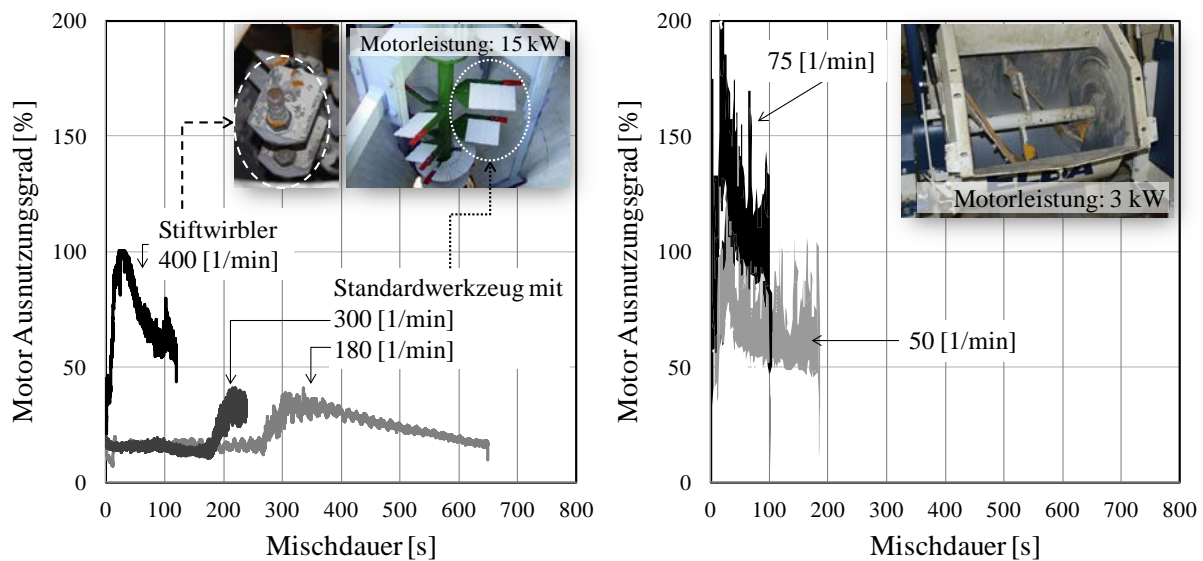 200
150
100
50
0
Motor Ausnutzungsgrad [%]
0 100 200 300 400 500 600 700 800
Mischdauer [s]
Motorleistung: 15 kW
Stiftwirbler
400 [1/min]
Standardwerkzeug mit
300 [1/min]
180 [1/min]
200
150
100
50
0
Motor Ausnutzungsgrad [%]
0 100 200 300 400 500 600 700 800
Mischdauer [s]
75 [1/min]
50 [1/min]
Motorleistung: 3 kW